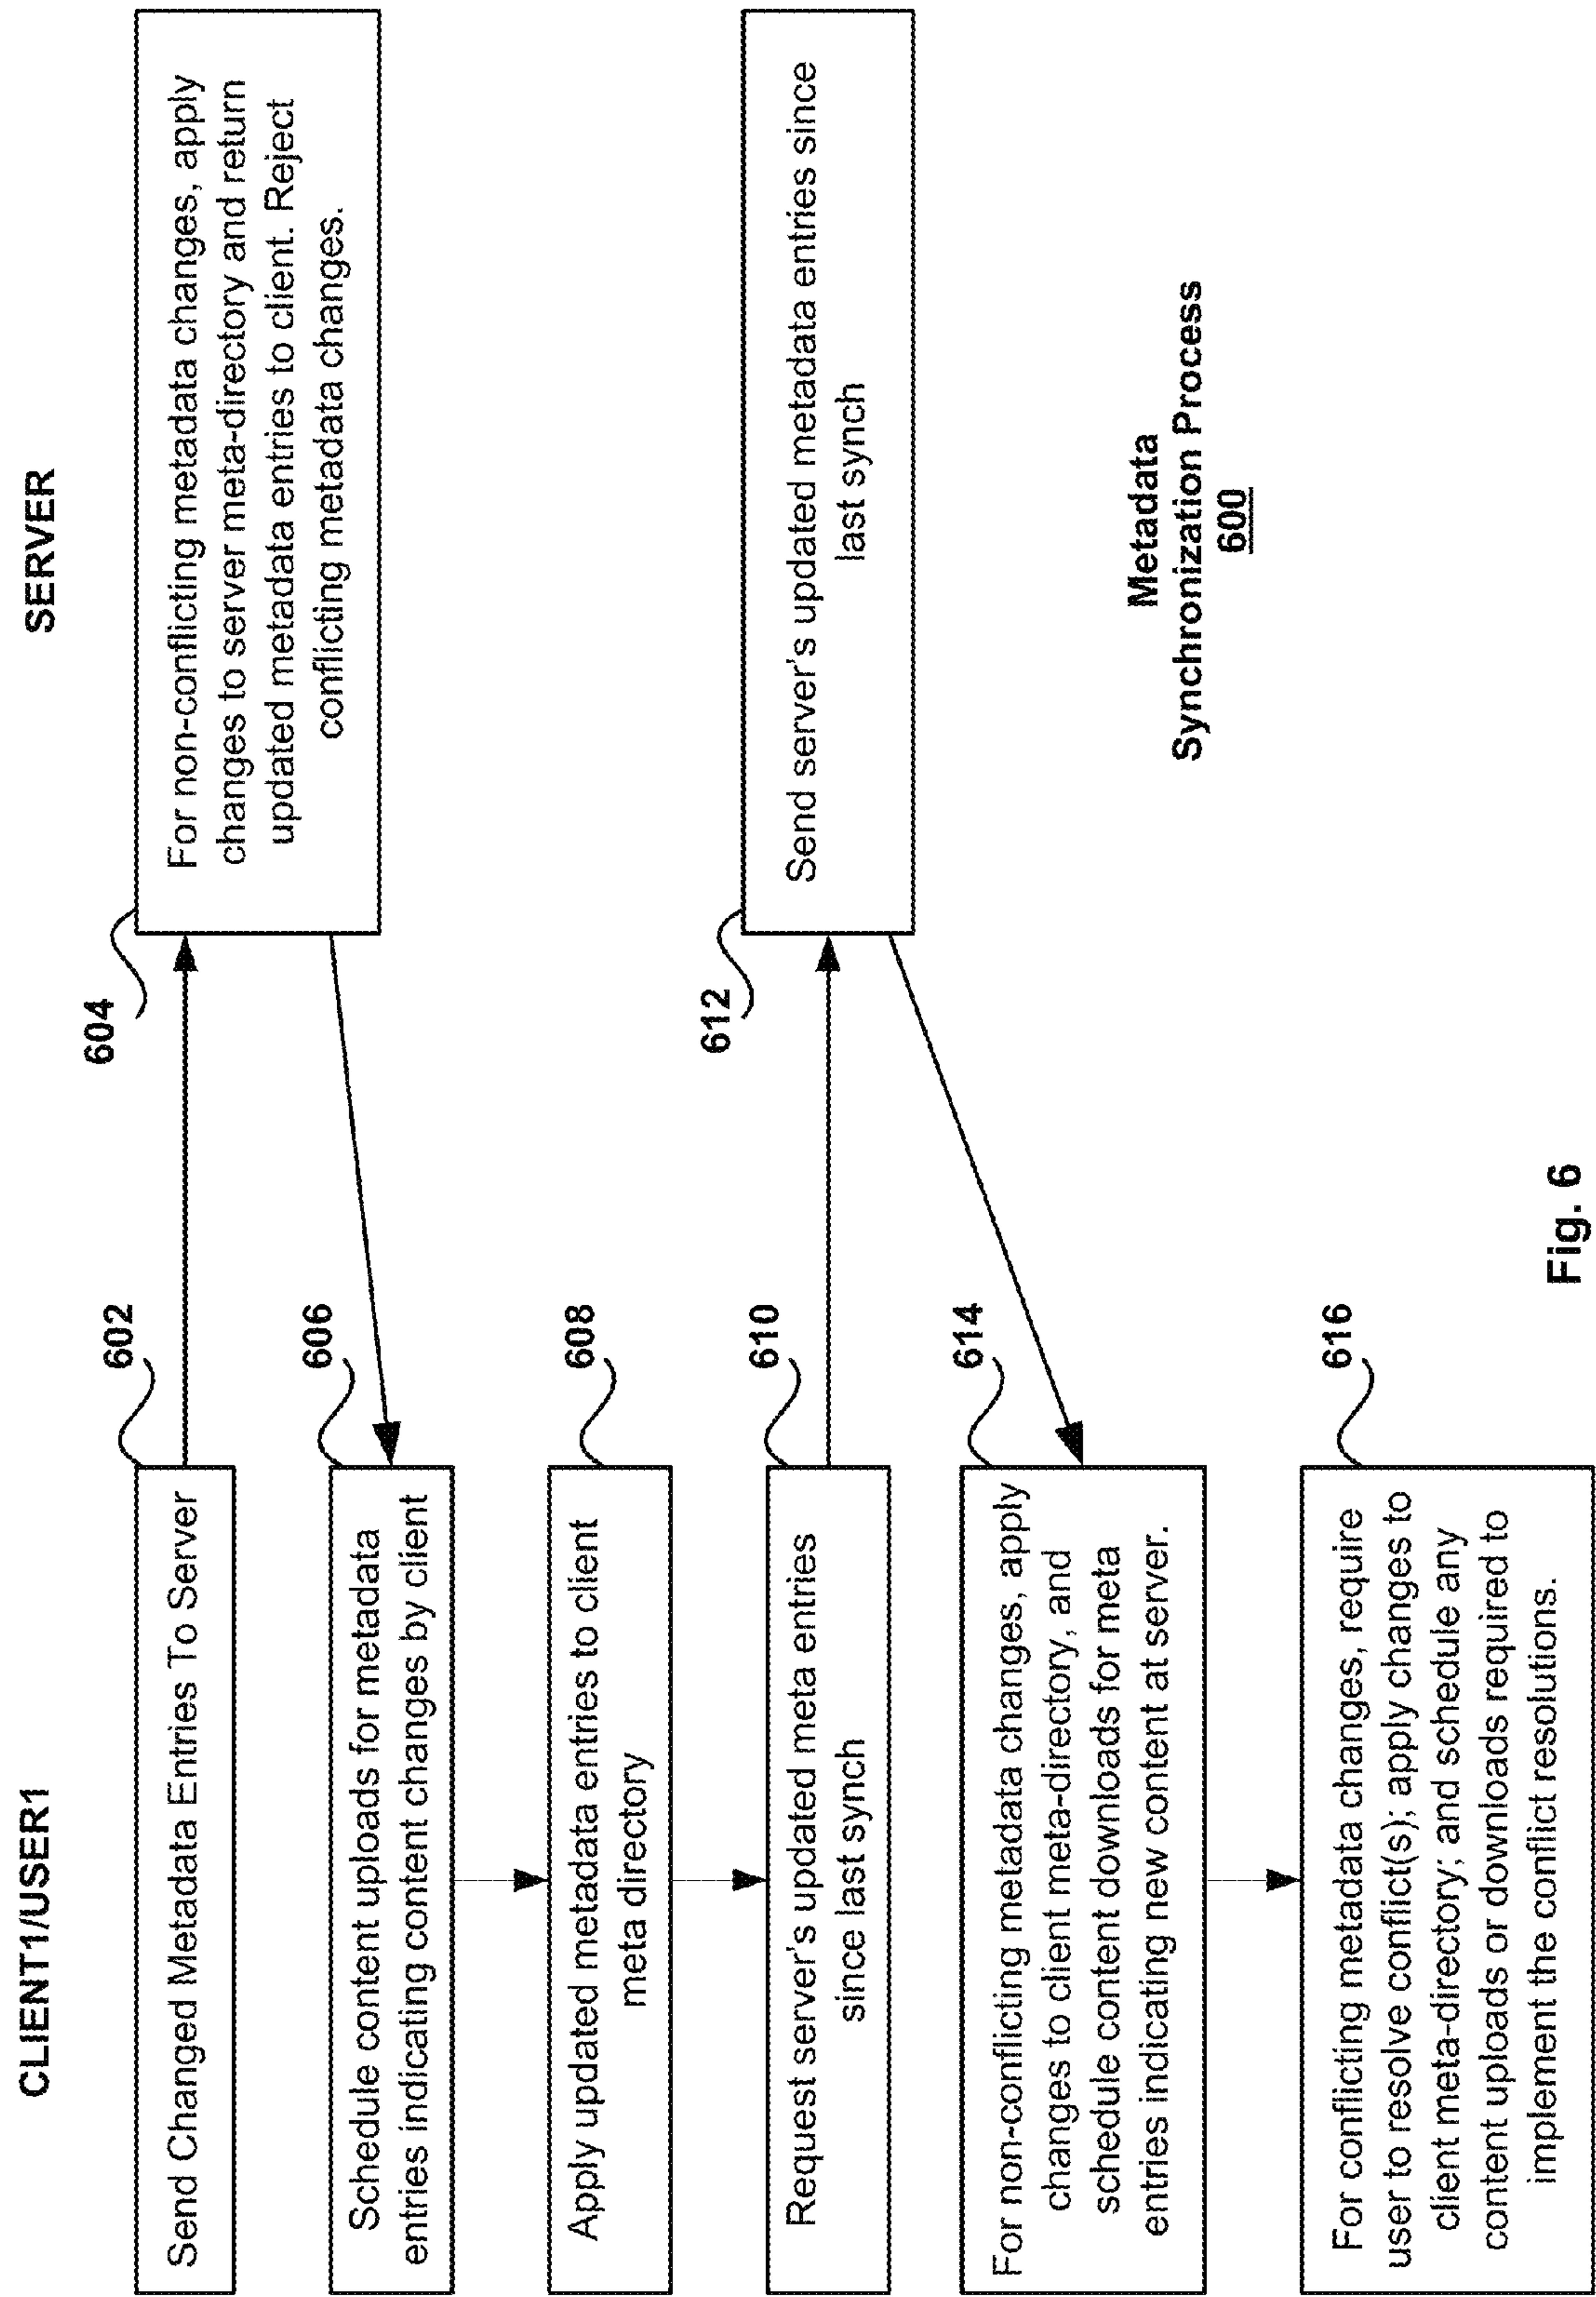 CLIENT1/USER1
SERVER
602
Send Changed Metadata Entries To Server
604
For non-conflicting metadata changes, apply
changes to server meta-directory and return
updated metadata entries to client. Reject
conflicting metadata changes.
606
Schedule content uploads for metadata
entries indicating content changes by client
608
Apply updated metadata entries to client
meta directory
610
Request server's updated meta entries
since last synch
612
Send server's updated metadata entries since
last synch
614
For non-conflicting metadata changes, apply
changes to client meta-directory, and
schedule content downloads for meta
entries indicating new content at server.
616
For conflicting metadata changes, require
user to resolve conflict(s); apply changes to
client meta-directory; and schedule any
content uploads or downloads required to
implement the conflict resolutions.
Metadata
Synchronization Process
600
Fig. 6